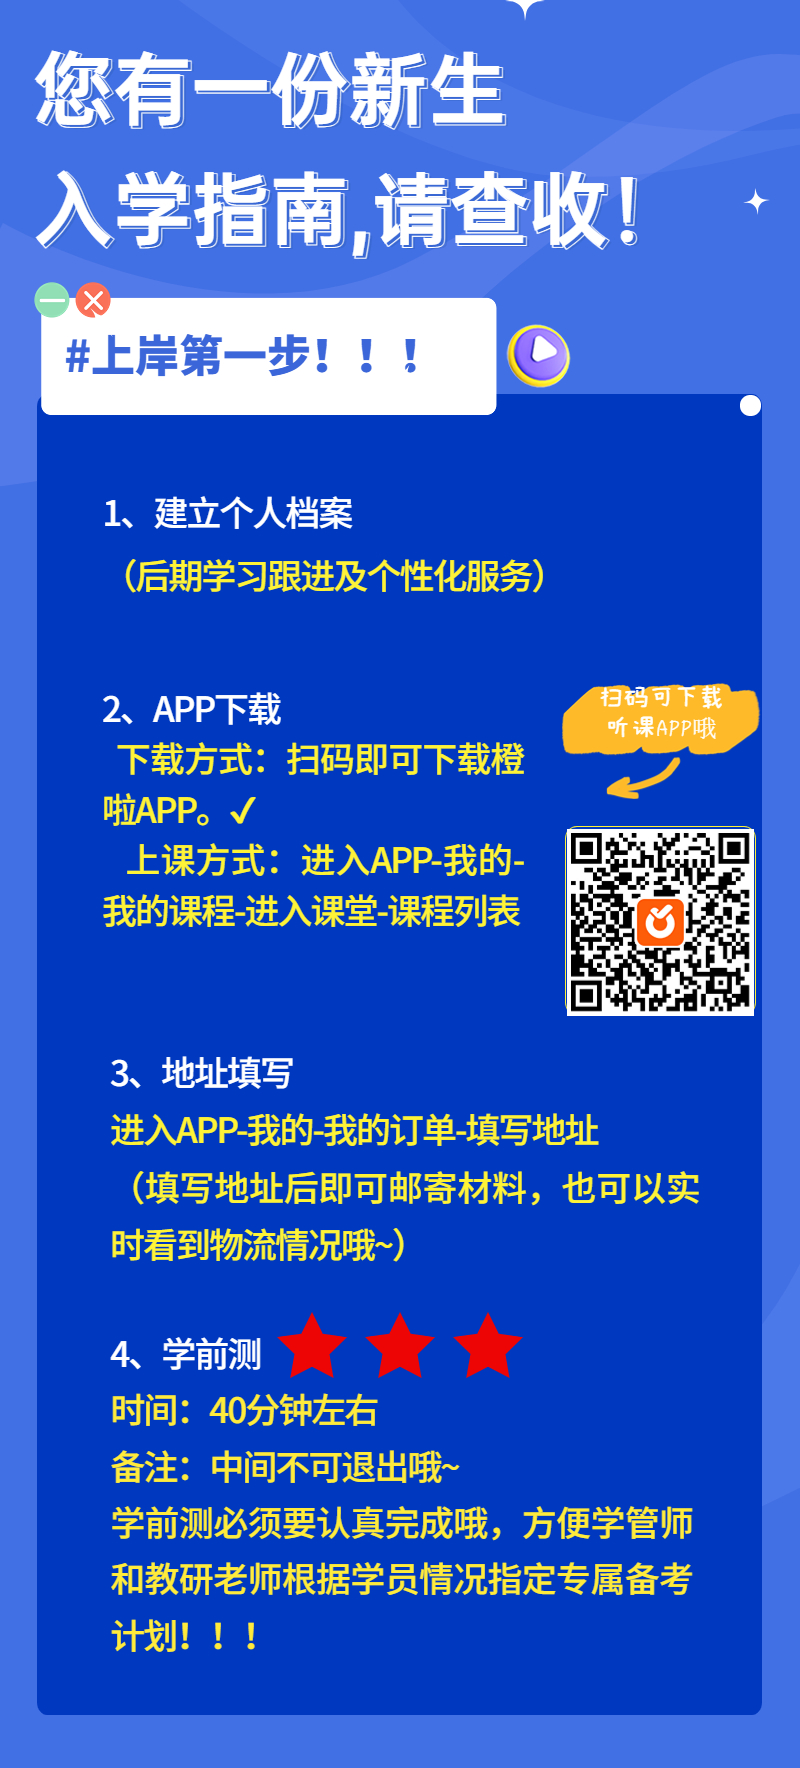 您有一份新生
入学指南,请查收!
#上岸第一步！！！
1、建立个人档案
（后期学习跟进及个性化服务）
2、APP下载
下载方式：扫码即可下载橙
啦APP。✓
上课方式：进入APP-我的-
我的课程-进入课堂-课程列表
扫码可下载
听课APP哦
3、地址填写
进入APP-我的-我的订单-填写地址
（填写地址后即可邮寄材料，也可以实
时看到物流情况哦~）
4、学前测
时间：40分钟左右
备注：中间不可退出哦~
学前测必须要认真完成哦，方便学管师
和教研老师根据学员情况指定专属备考
计划！！！